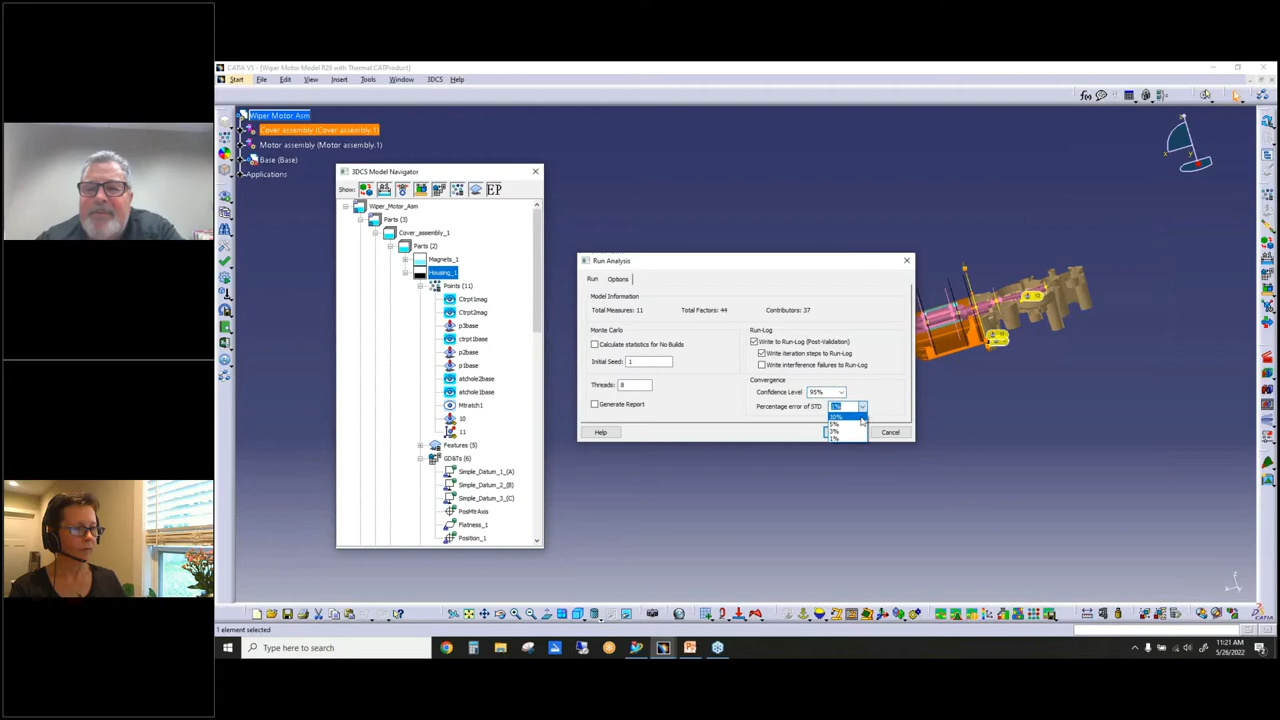 CATIA V5 - [Wiper Motor Model R29 with Thermal.CATProduct]
Start File Edit View Insert Tools Window 3DCS Help
Wiper Motor Asm
Cover assembly (Cover assembly.1)
Motor assembly (Motor assembly.1)
Base (Base)
Applications
3DCS Model Navigator
Show: EP
Wiper_Motor_Asm
Parts (3)
Cover_assembly_1
Parts (2)
Magnets_1
Housing_1
Points (11)
Ctrpt1mag
Ctrpt2mag
p3base
ctrpt1base
p2base
p1base
atchole2base
atchole1base
Mtratch1
10
11
Features (5)
GD&Ts (6)
Simple_Datum_1_(A)
Simple_Datum_2_(B)
Simple_Datum_3_(C)
PosMtrAxis
Flatness_1
Position_1
Run Analysis
Run Options
Model Information
Total Measures: 11 Total Factors: 44 Contributors: 37
Monte Carlo
Calculate statistics for No Builds
Initial Seed: 1
Threads: 8
Generate Report
Run-Log
Write to Run-Log (Post-Validation)
Write iteration steps to Run-Log
Write interference failures to Run-Log
Convergence
Confidence Level 95%
Percentage error of STD 1%
10%
5%
3%
1%
Help Cancel
1 element selected
Type here to search
11:21 AM
5/26/2022